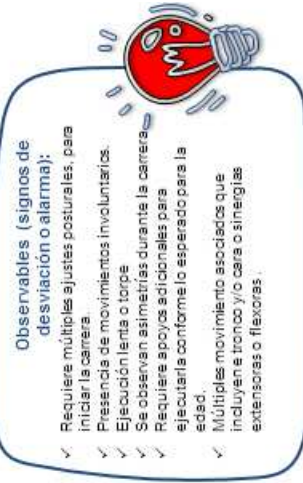 Observables (signos de
desviación o alarma):
✓ Requiere múltiples ajustes posturales, para
iniciar la carrera
✓ Presencia de movimientos involuntarios.
✓ Ejecución lenta o torpe
✓ Se observan asimetrías durante la carrera
✓ Requiere apoyos adicionales para
ejecutarla conforme lo esperado para la
edad.
✓ Múltiples movimiento asociados que
incluyen e tronco y/o cara o sinergias
extensoras o flexoras .